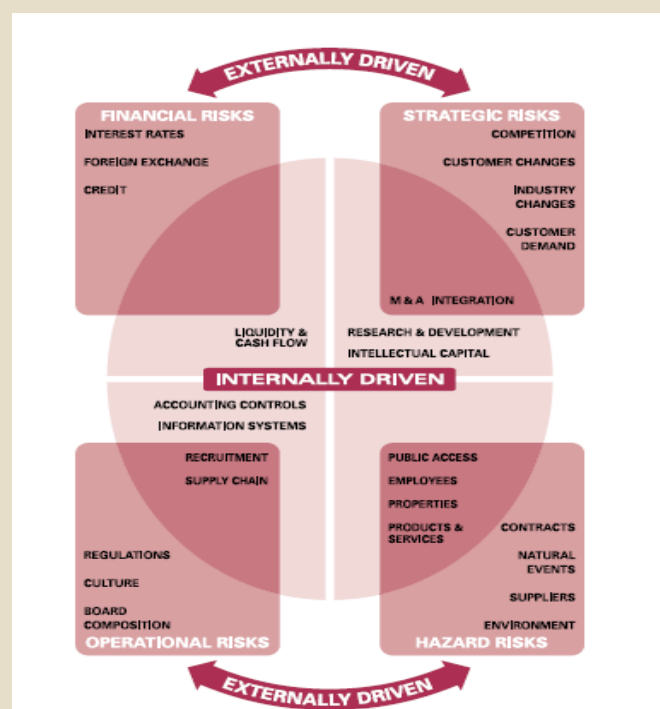 EXTERNALLY DRIVEN
FINANCIAL RISKS
INTEREST RATES
FOREIGN EXCHANGE
CREDIT
STRATEGIC RISKS
COMPETITION
CUSTOMER CHANGES
INDUSTRY
CHANGES
CUSTOMER
DEMAND
M & A INTEGRATION
LIQUIDITY &
CASH FLOW
RESEARCH & DEVELOPMENT
INTELLECTUAL CAPITAL
INTERNALLY DRIVEN
ACCOUNTING CONTROLS
INFORMATION SYSTEMS
RECRUITMENT
SUPPLY CHAIN
REGULATIONS
CULTURE
BOARD
COMPOSITION
OPERATIONAL RISKS
PUBLIC ACCESS
EMPLOYEES
PROPERTIES
PRODUCTS &
SERVICES
CONTRACTS
NATURAL
EVENTS
SUPPLIERS
ENVIRONMENT
HAZARD RISKS
EXTERNALLY DRIVEN